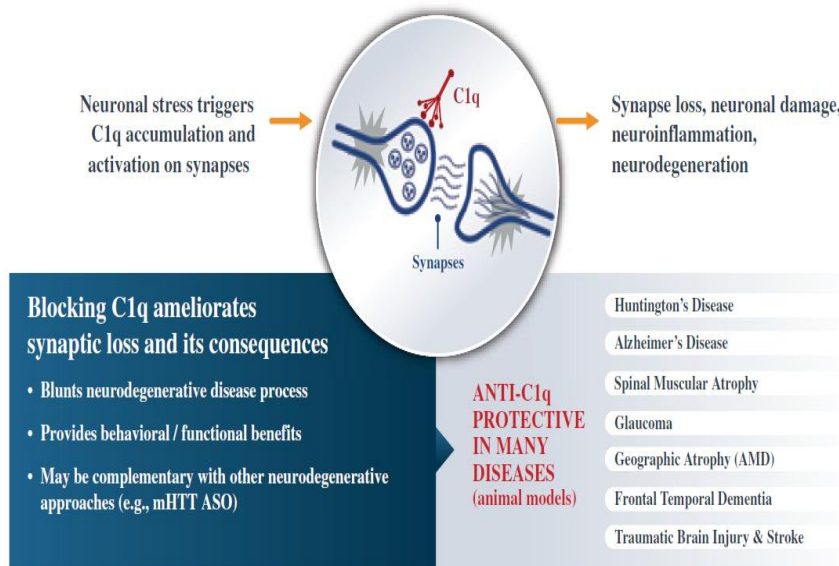 Neuronal stress triggers
C1q accumulation and
activation on synapses
C1q
Synapses
Synapse loss, neuronal damage,
neuroinflammation,
neurodegeneration
Blocking C1q ameliorates
synaptic loss and its consequences
• Blunts neurodegenerative disease process
• Provides behavioral / functional benefits
• May be complementary with other neurodegenerative
approaches (e.g., mHTT ASO)
ANTI-C1q
PROTECTIVE
IN MANY
DISEASES
(animal models)
Huntington's Disease
Alzheimer's Disease
Spinal Muscular Atrophy
Glaucoma
Geographic Atrophy (AMD)
Frontal Temporal Dementia
Traumatic Brain Injury & Stroke